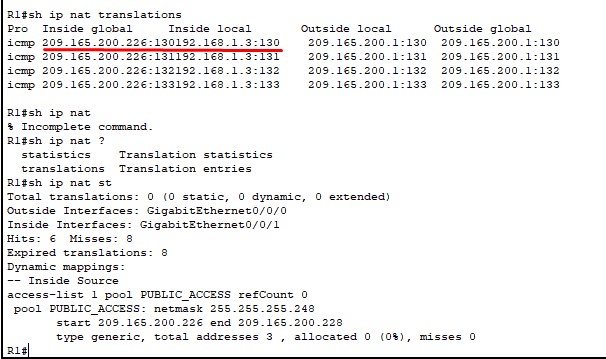 R1#sh ip nat translations
Pro  Inside global     Inside local       Outside local      Outside global
icmp 209.165.200.226:130192.168.1.3:130    209.165.200.1:130  209.165.200.1:130
icmp 209.165.200.226:131192.168.1.3:131    209.165.200.1:131  209.165.200.1:131
icmp 209.165.200.226:132192.168.1.3:132    209.165.200.1:132  209.165.200.1:132
icmp 209.165.200.226:133192.168.1.3:133    209.165.200.1:133  209.165.200.1:133
R1#sh ip nat
% Incomplete command.
R1#sh ip nat ?
  statistics    Translation statistics
  translations  Translation entries
R1#sh ip nat st
Total translations: 0 (0 static, 0 dynamic, 0 extended)
Outside Interfaces: GigabitEthernet0/0/0
Inside Interfaces: GigabitEthernet0/0/1
Hits: 6  Misses: 8
Expired translations: 8
Dynamic mappings:
-- Inside Source
access-list 1 pool PUBLIC_ACCESS refCount 0
 pool PUBLIC_ACCESS: netmask 255.255.255.248
       start 209.165.200.226 end 209.165.200.228
       type generic, total addresses 3 , allocated 0 (0%), misses 0
R1#